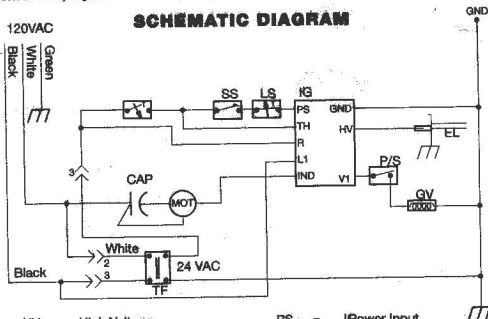 SCHEMATIC DIAGRAM
GND
120VAC
Black
White
Green
SS
LS
IG
PS
GND
TH
HV
R
EL
L1
P/S
IND
V1
3
CAP
MOT
GV
White
2
24 VAC
Black
3
TF
PS
Power Input